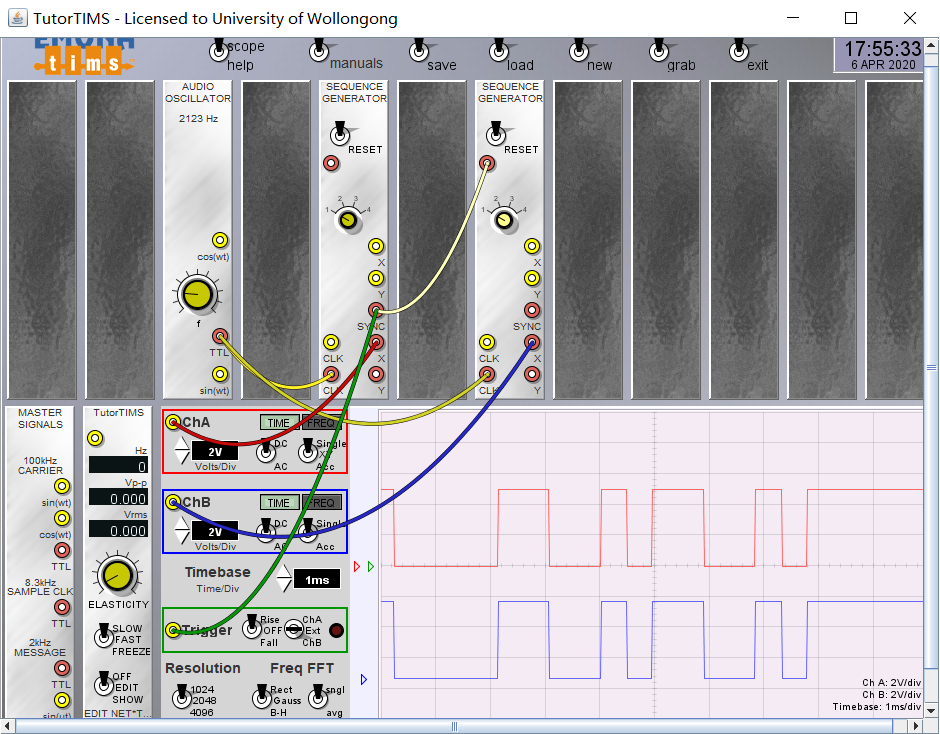 TutorTIMS - Licensed to University of Wollongong
EMONA
tims
scope
help
manuals
save
load
new
grab
exit
17:55:33
6 APR 2020
AUDIO
OSCILLATOR
2123 Hz
cos(wt)
f
TTL
sin(wt)
SEQUENCE
GENERATOR
RESET
1 2 3 4
X
Y
SYNC
CLK
X
CLK
Y
SEQUENCE
GENERATOR
RESET
1 2 3 4
X
Y
SYNC
CLK
X
CLK
Y
MASTER
SIGNALS
100kHz
CARRIER
sin(wt)
cos(wt)
TTL
8.3kHz
SAMPLE CLK
TTL
2kHz
MESSAGE
TTL
sin(ut)
TutorTIMS
Hz
0
Vp-p
0.000
Vrms
0.000
ELASTICITY
SLOW
FAST
FREEZE
OFF
EDIT
SHOW
EDIT NET*T...
ChA
TIME
FREQ
2V
Volts/Div
DC
AC
Single
XY
Acc
ChB
TIME
FREQ
2V
Volts/Div
DC
AC
Single
Acc
Timebase
Time/Div
1ms
Trigger
Rise
OFF
Fall
ChA
Ext
ChB
Resolution
1024
2048
4096
Freq FFT
Rect
Gauss
B-H
sngl
avg
Ch A: 2V/div
Ch B: 2V/div
Timebase: 1ms/div